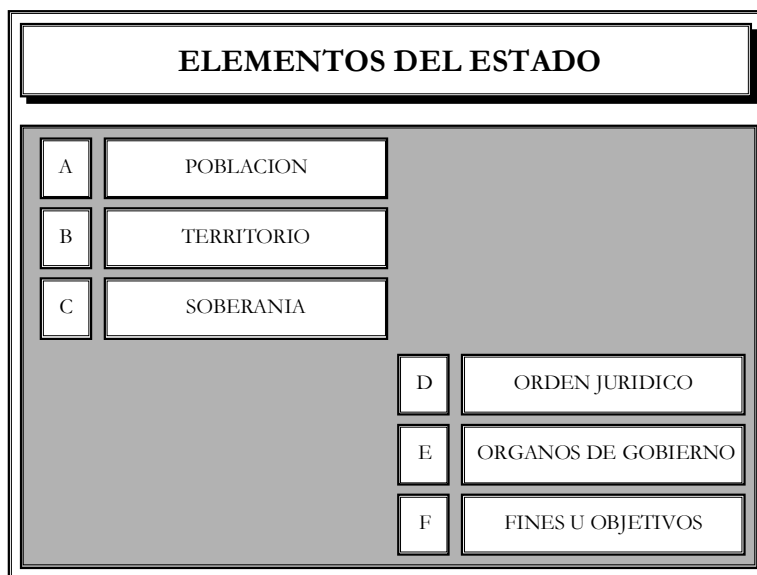 ELEMENTOS DEL ESTADO
A POBLACION
B TERRITORIO
C SOBERANIA
D ORDEN JURIDICO
E ORGANOS DE GOBIERNO
F FINES U OBJETIVOS